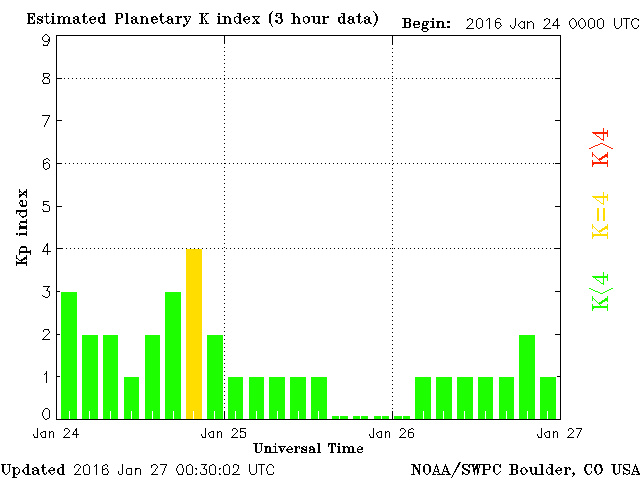 Estimated Planetary K index (3 hour data) Begin: 2016 Jan 24 0000 UTC
9
8
7
6
5
4
3
2
1
0
Kp index
K>4
K=4
K<4
Jan 24 Jan 25 Jan 26 Jan 27
Universal Time
Updated 2016 Jan 27 00:30:02 UTC NOAA/SWPC Boulder, CO USA